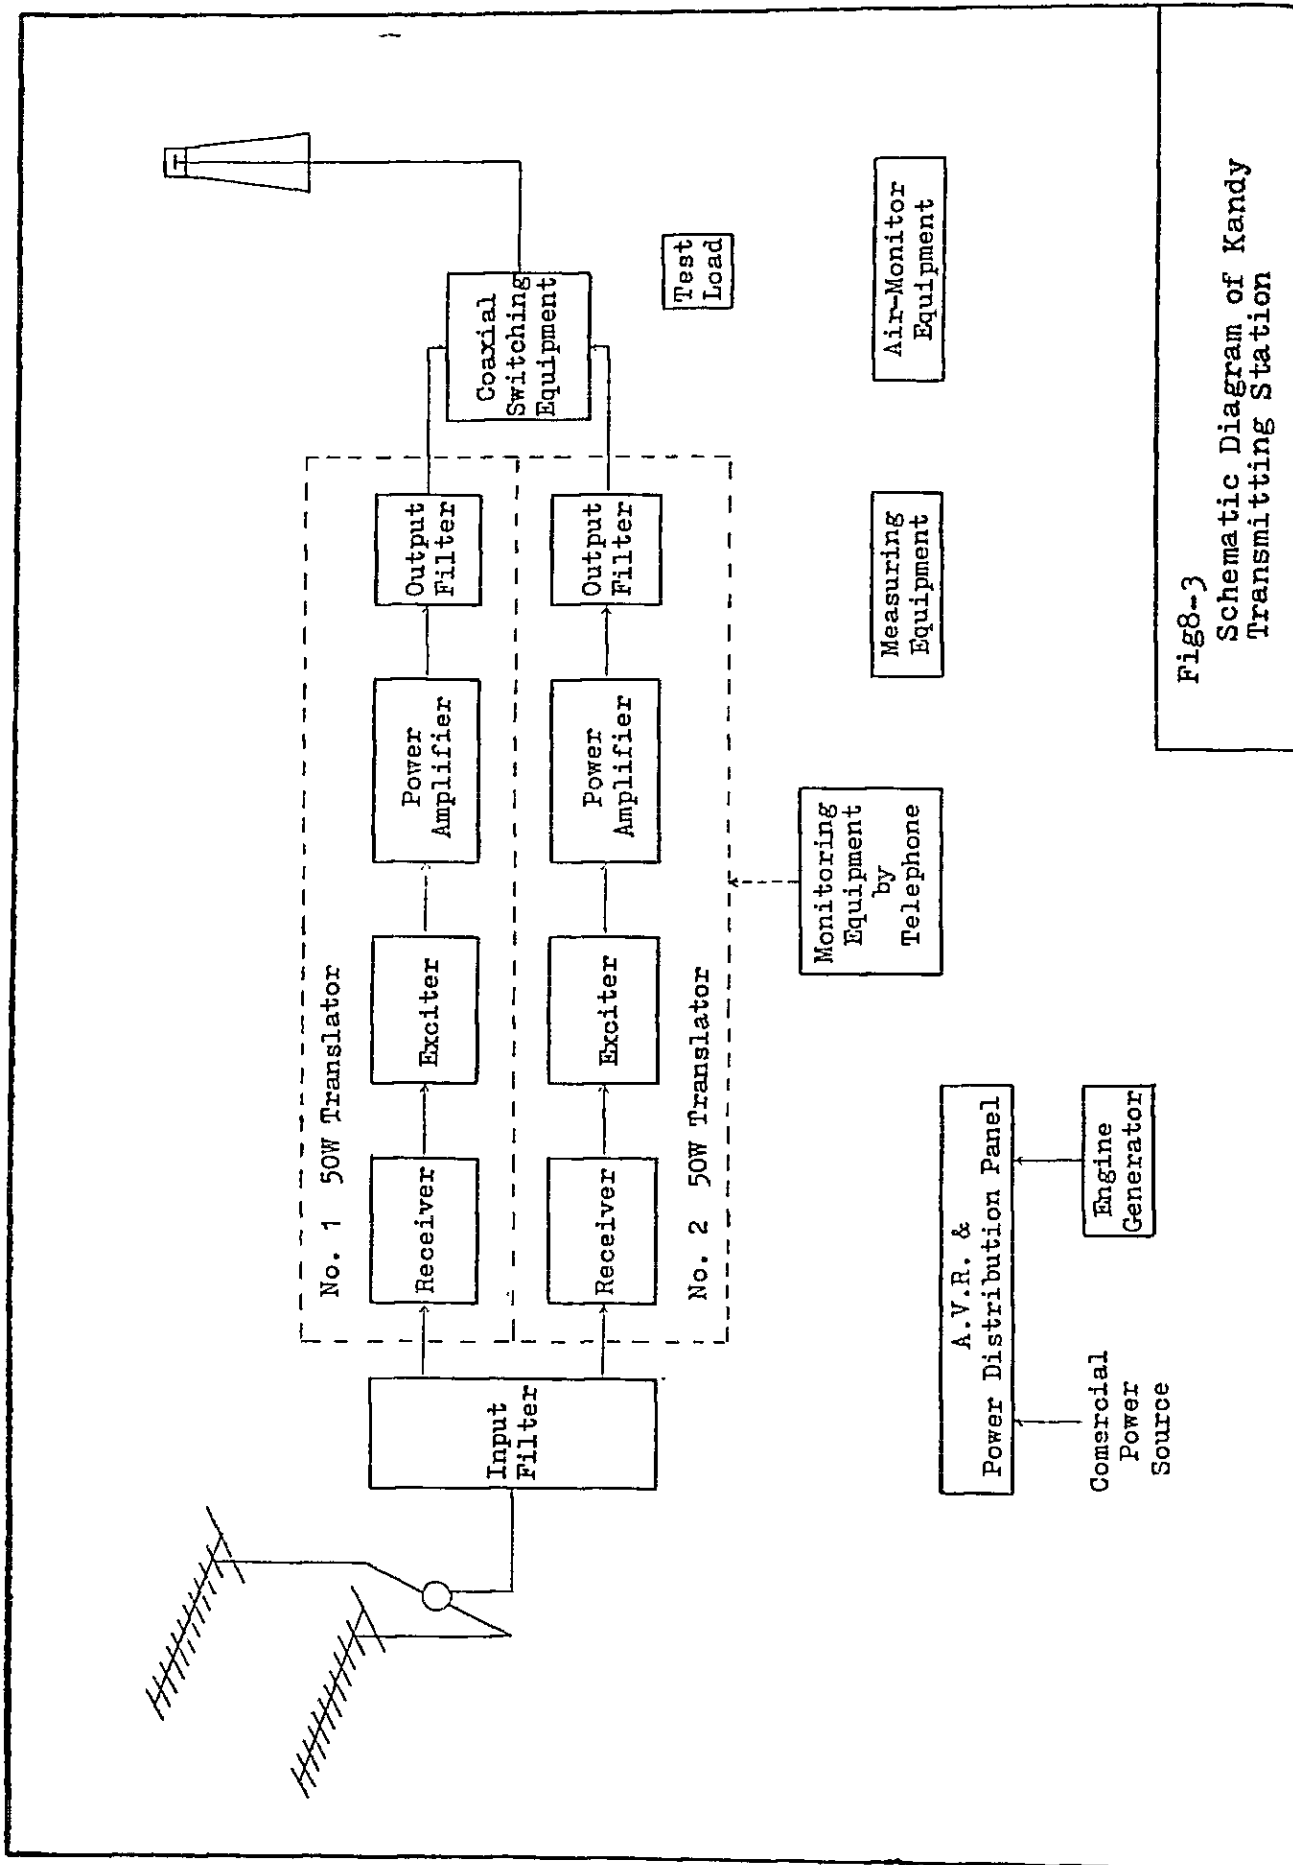 Input
Filter
No. 1 50W Translator
Receiver
Exciter
Power
Amplifier
Output
Filter
Receiver
Exciter
Power
Amplifier
Output
Filter
No. 2 50W Translator
Coaxial
Switching
Equipment
Test
Load
Monitoring
Equipment
by
Telephone
Measuring
Equipment
Air-Monitor
Equipment
A.V.R. &
Power Distribution Panel
Comercial
Power
Source
Engine
Generator
Fig8-3
Schematic Diagram of Kandy
Transmitting Station